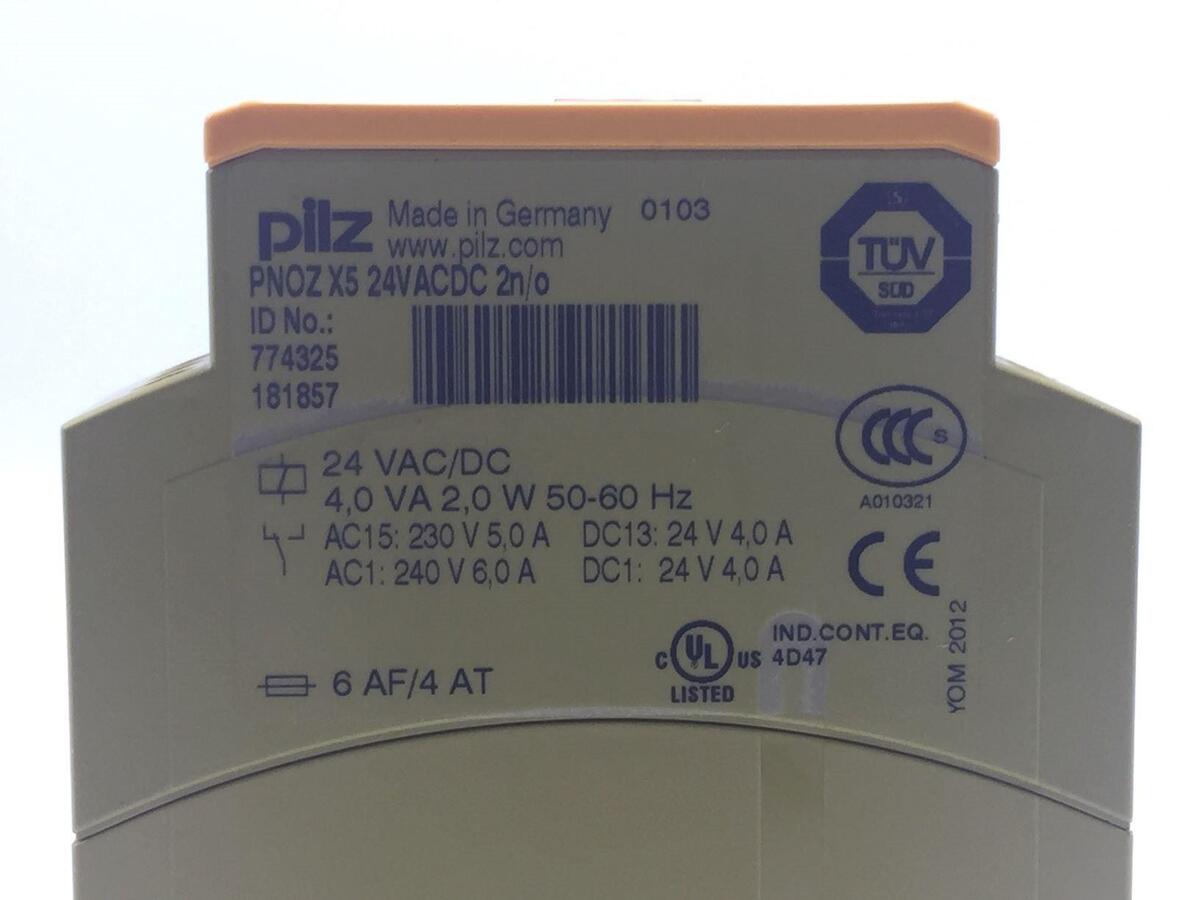 pilz Made in Germany 0103
www.pilz.com
PNOZ X5 24VACDC 2n/o
ID No.:
774325
181857
TÜV
SÜD
24 VAC/DC
4,0 VA 2,0 W 50-60 Hz
AC15: 230 V 5,0 A DC13: 24 V 4,0 A
AC1: 240 V 6,0 A DC1: 24 V 4,0 A
CCC S
A010321
CE
6 AF/4 AT
C UL US
LISTED
IND.CONT.EQ.
4D47
YOM 2012